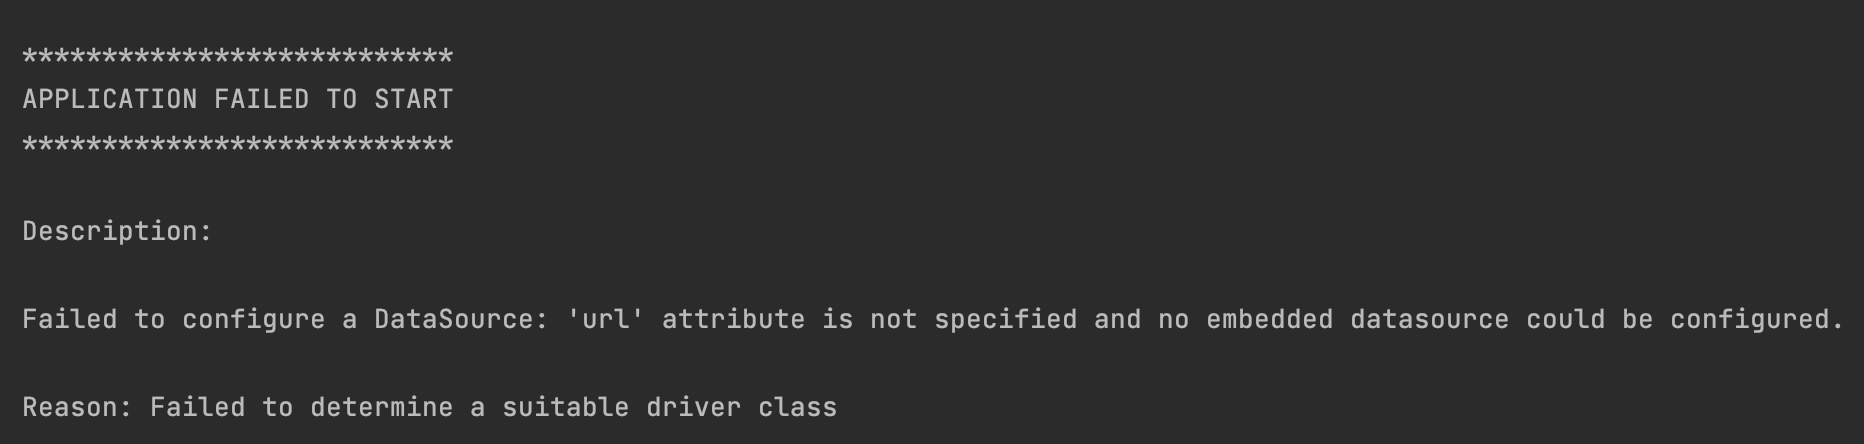 ***************************
APPLICATION FAILED TO START
***************************
Description:
Failed to configure a DataSource: 'url' attribute is not specified and no embedded datasource could be configured.
Reason: Failed to determine a suitable driver class